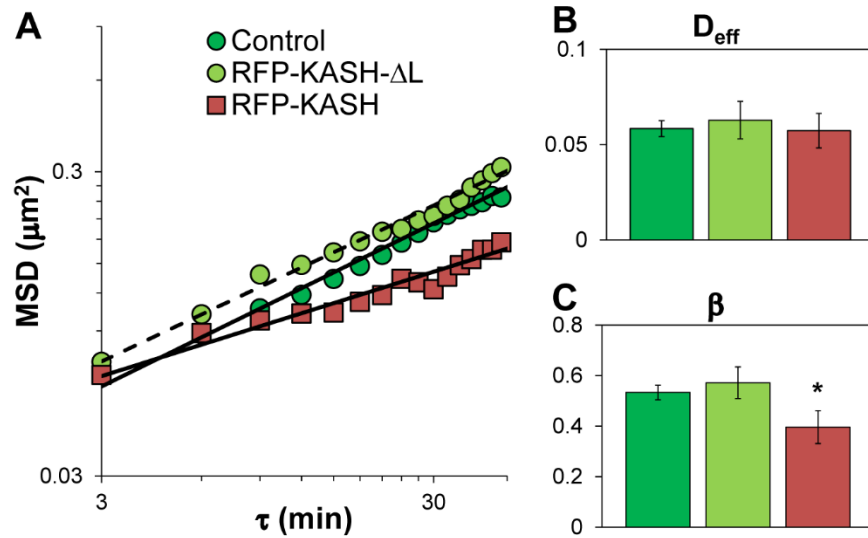 A
Control
RFP-KASH-ΔL
RFP-KASH
MSD (μm²)
0.3
0.03
3
30
τ (min)
B
Deff
0.1
0.05
0
C
β
0.8
0.6
0.4
0.2
0
*